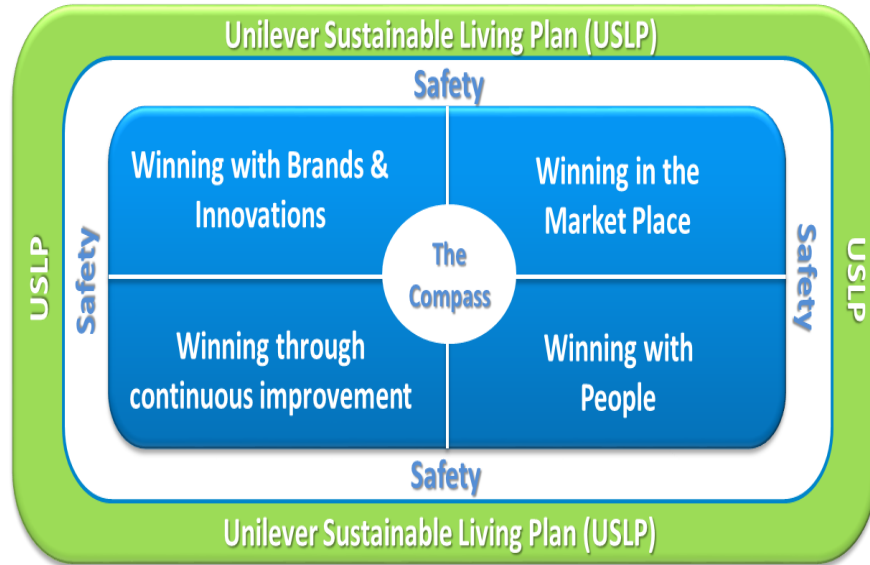 Unilever Sustainable Living Plan (USLP)
Safety
Winning with Brands &
Innovations
Winning in the
Market Place
USLP
Safety
The
Compass
Safety
USLP
Winning through
continuous improvement
Winning with
People
Safety
Unilever Sustainable Living Plan (USLP)